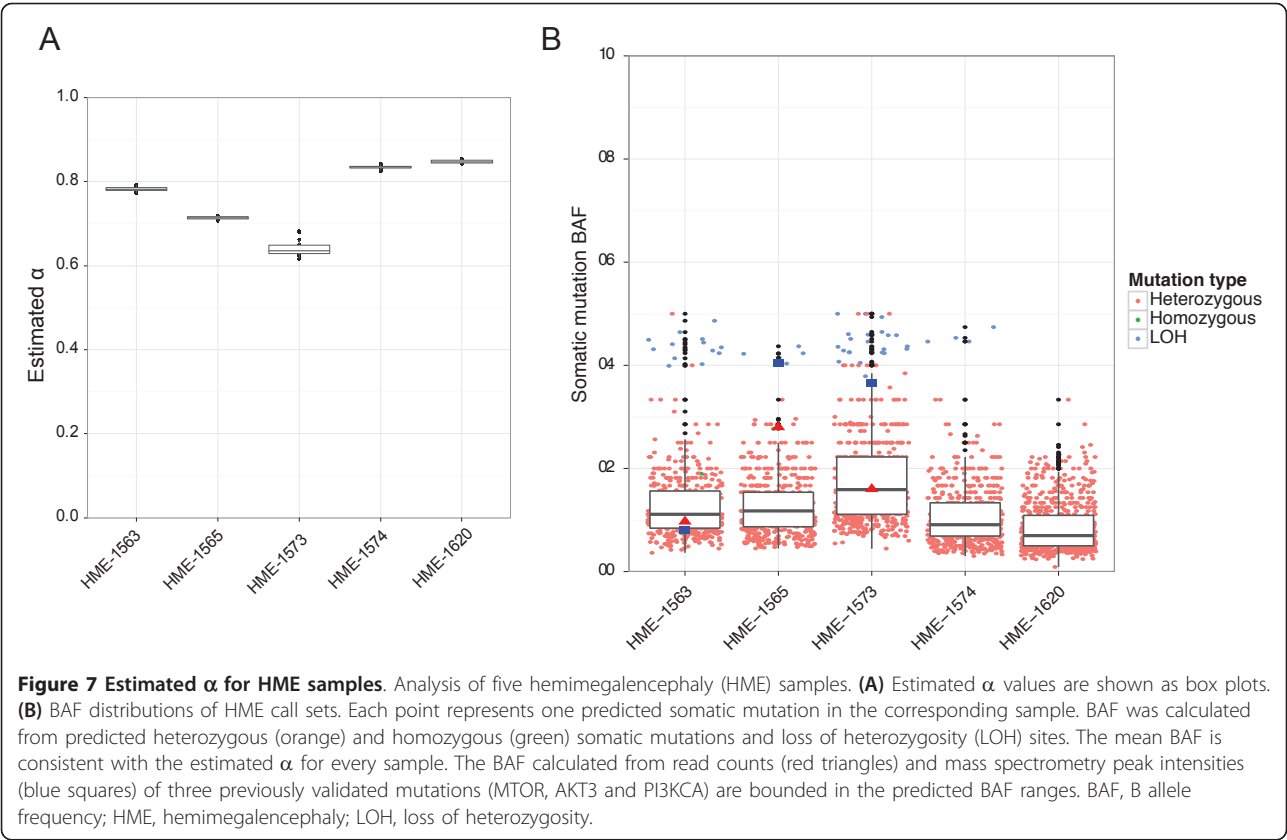 A
1.0
0.8
0.6
0.4
0.2
0.0
Estimated α
HME-1563
HME-1565
HME-1573
HME-1574
HME-1620
B
10
08
06
04
02
00
Somatic mutation BAF
HME-1563
HME-1565
HME-1573
HME-1574
HME-1620
Mutation type
Heterozygous
Homozygous
LOH
Figure 7 Estimated α for HME samples. Analysis of five hemimegalencephaly (HME) samples. (A) Estimated α values are shown as box plots.
(B) BAF distributions of HME call sets. Each point represents one predicted somatic mutation in the corresponding sample. BAF was calculated
from predicted heterozygous (orange) and homozygous (green) somatic mutations and loss of heterozygosity (LOH) sites. The mean BAF is
consistent with the estimated α for every sample. The BAF calculated from read counts (red triangles) and mass spectrometry peak intensities
(blue squares) of three previously validated mutations (MTOR, AKT3 and PI3KCA) are bounded in the predicted BAF ranges. BAF, B allele
frequency; HME, hemimegalencephaly; LOH, loss of heterozygosity.